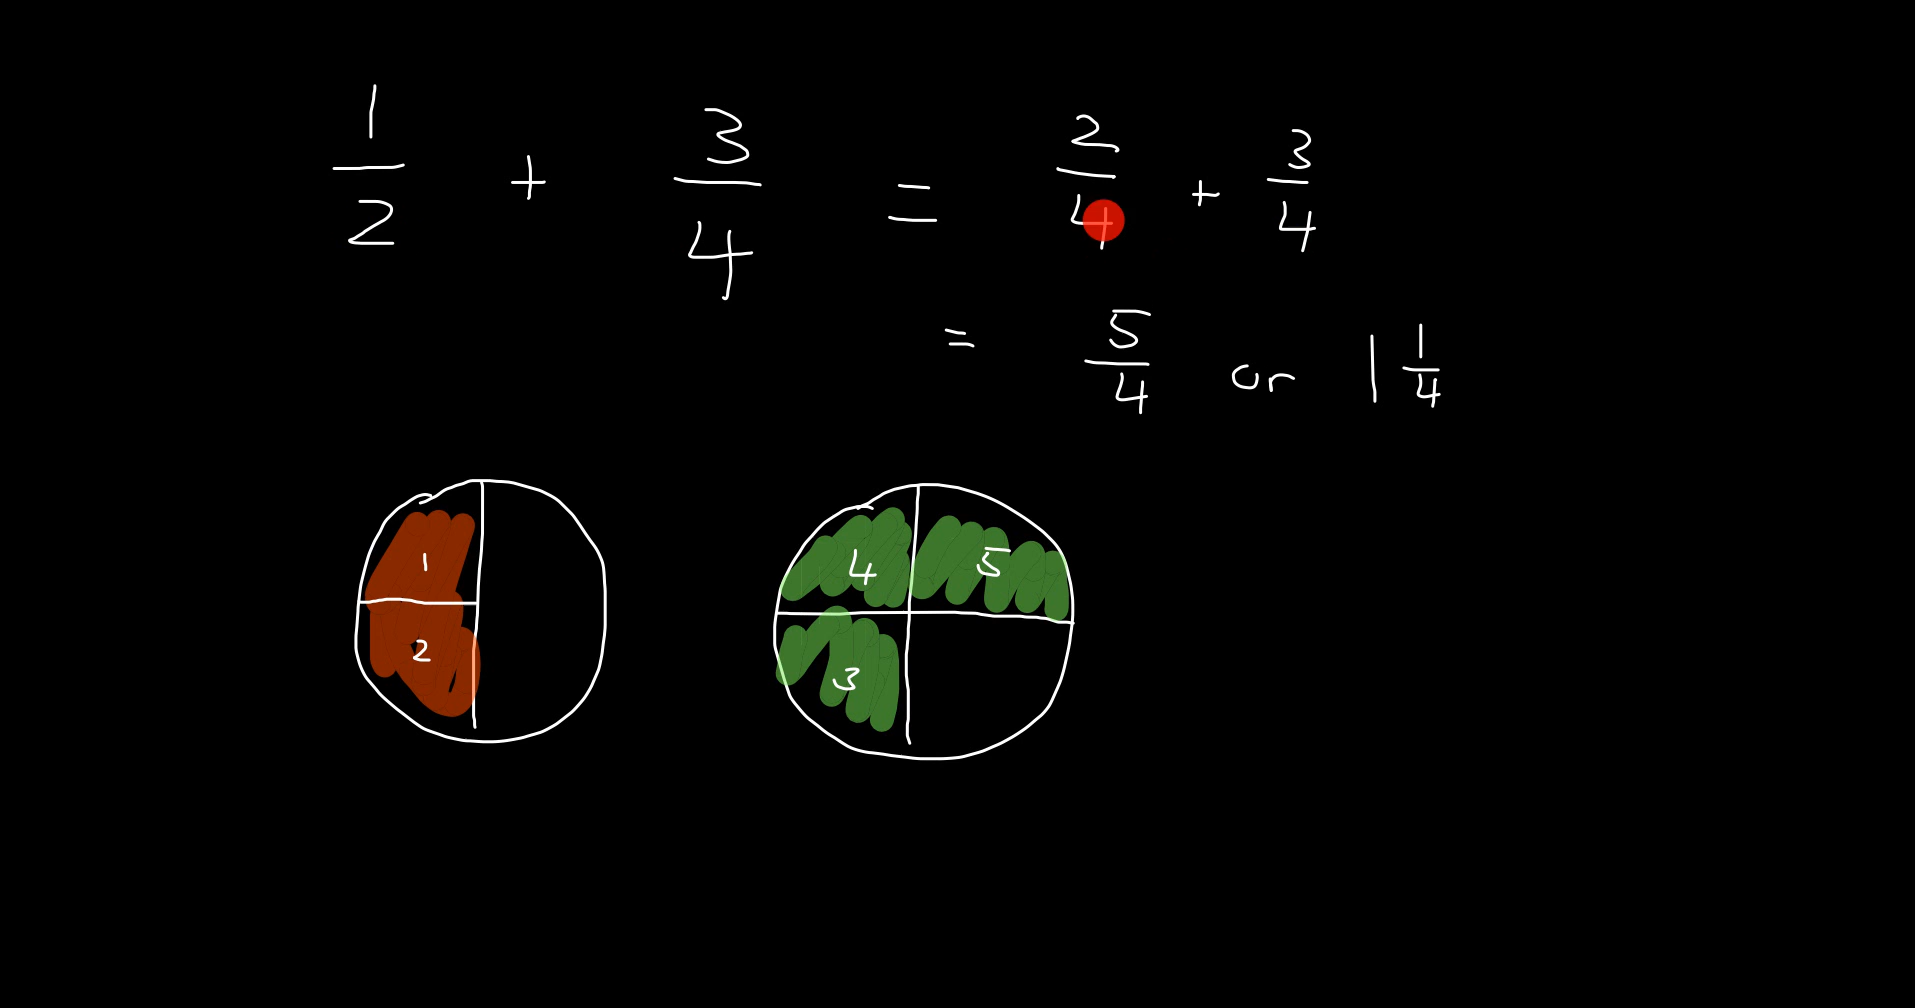 1/2 + 3/4 = 2/4 + 3/4
= 5/4 or 1 1/4
1
2
4 5
3